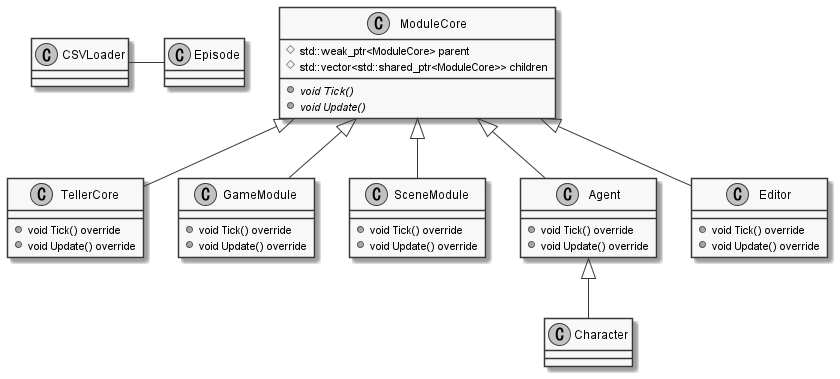 C ModuleCore
std::weak_ptr<ModuleCore> parent
std::vector<std::shared_ptr<ModuleCore>> children
void Tick()
void Update()
C CSVLoader
C Episode
C TellerCore
void Tick() override
void Update() override
C GameModule
void Tick() override
void Update() override
C SceneModule
void Tick() override
void Update() override
C Agent
void Tick() override
void Update() override
C Editor
void Tick() override
void Update() override
C Character